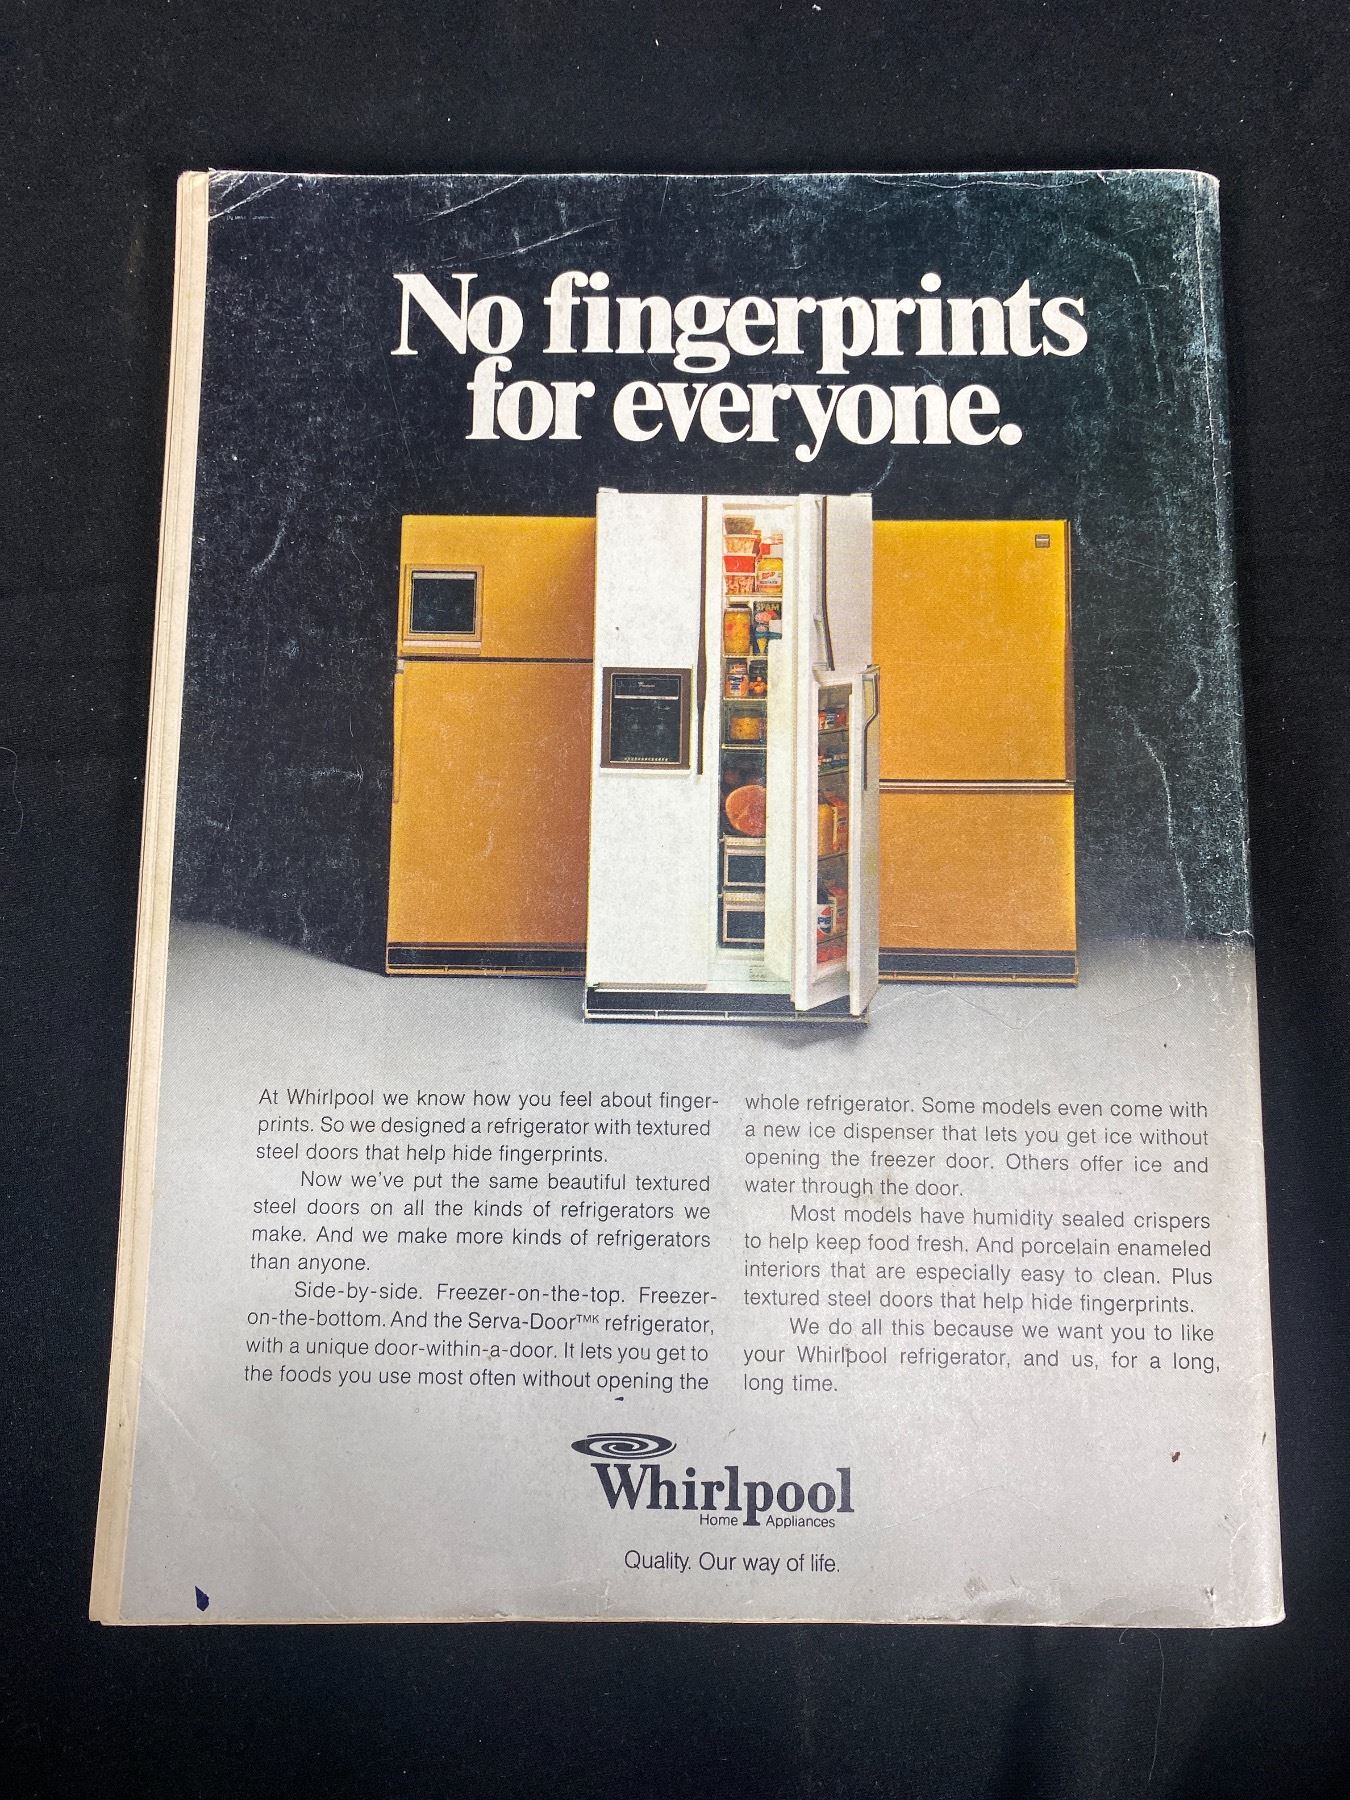 No fingerprints
for everyone.
SPAM
Whirlpool
At Whirlpool we know how you feel about finger-
prints. So we designed a refrigerator with textured
steel doors that help hide fingerprints.
Now we've put the same beautiful textured
steel doors on all the kinds of refrigerators we
make. And we make more kinds of refrigerators
than anyone.
Side-by-side. Freezer-on-the-top. Freezer-
on-the-bottom. And the Serva-Door™ᴷ refrigerator,
with a unique door-within-a-door. It lets you get to
the foods you use most often without opening the
whole refrigerator. Some models even come with
a new ice dispenser that lets you get ice without
opening the freezer door. Others offer ice and
water through the door.
Most models have humidity sealed crispers
to help keep food fresh. And porcelain enameled
interiors that are especially easy to clean. Plus
textured steel doors that help hide fingerprints.
We do all this because we want you to like
your Whirlpool refrigerator, and us, for a long,
long time.
Whirlpool
Home Appliances
Quality. Our way of life.